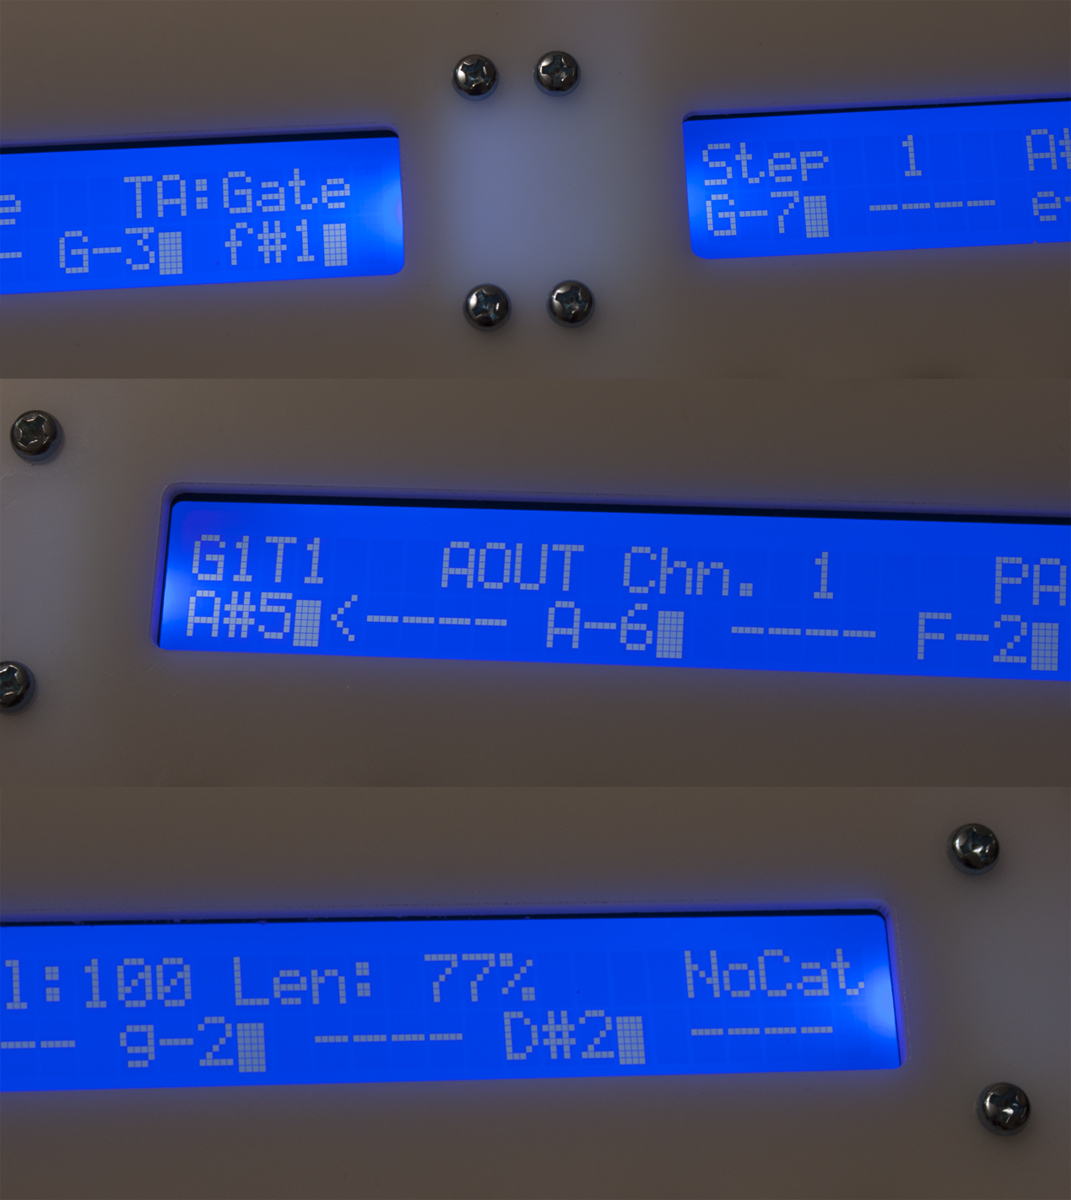 e TA:Gate
- G-3█ f#1█
Step 1 A#
G-7█ ---- e-
G1T1 AOUT Chn. 1 PA
A#5█<---- A-6█ ---- F-2█
l:100 Len: 77% NoCat
--- g-2█ ---- D#2█ ----